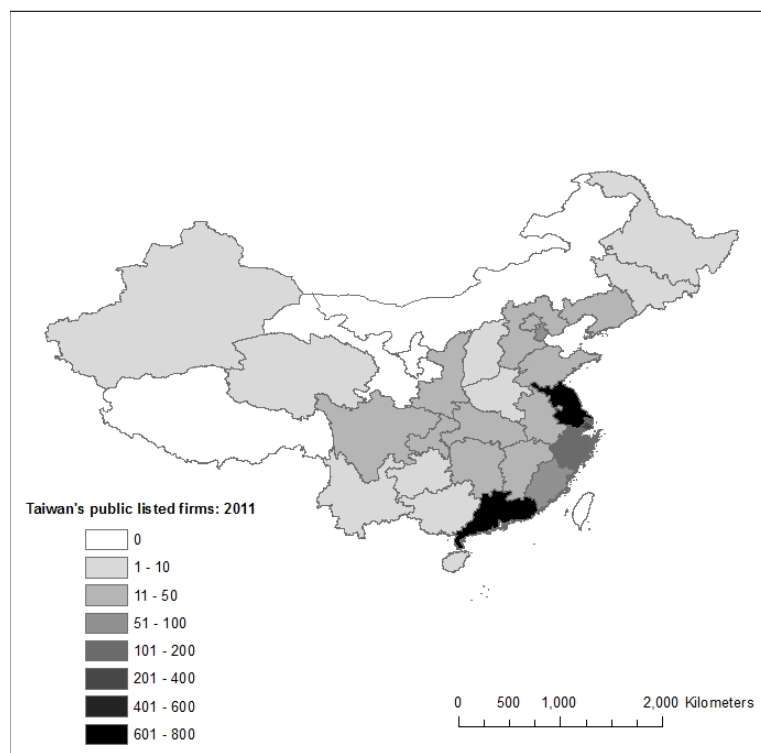 Taiwan's public listed firms: 2011
0
1 - 10
11 - 50
51 - 100
101 - 200
201 - 400
401 - 600
601 - 800
0 500 1,000 2,000 Kilometers